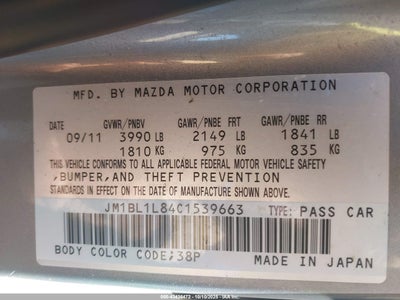 MFD. BY MAZDA MOTOR CORPORATION
GVWR/PNBV GAWR/PNBE FRT GAWR/PNBE RR
09/11 3990 LB 2149 LB 1841 LB
1810 KG 975 KG 835 KG
THIS VEHICLE CONFORMS TO ALL APPLICABLE FEDERAL MOTOR VEHICLE SAFETY
,BUMPER,AND THEFT PREVENTION
STANDARDS IN EFFECT ON THE DATE OF MANUFACTURE SHOWN ABOVE.
JM1BL1L84C1539663 TYPE: PASS CAR
BODY COLOR CODE;38P MADE IN JAPAN